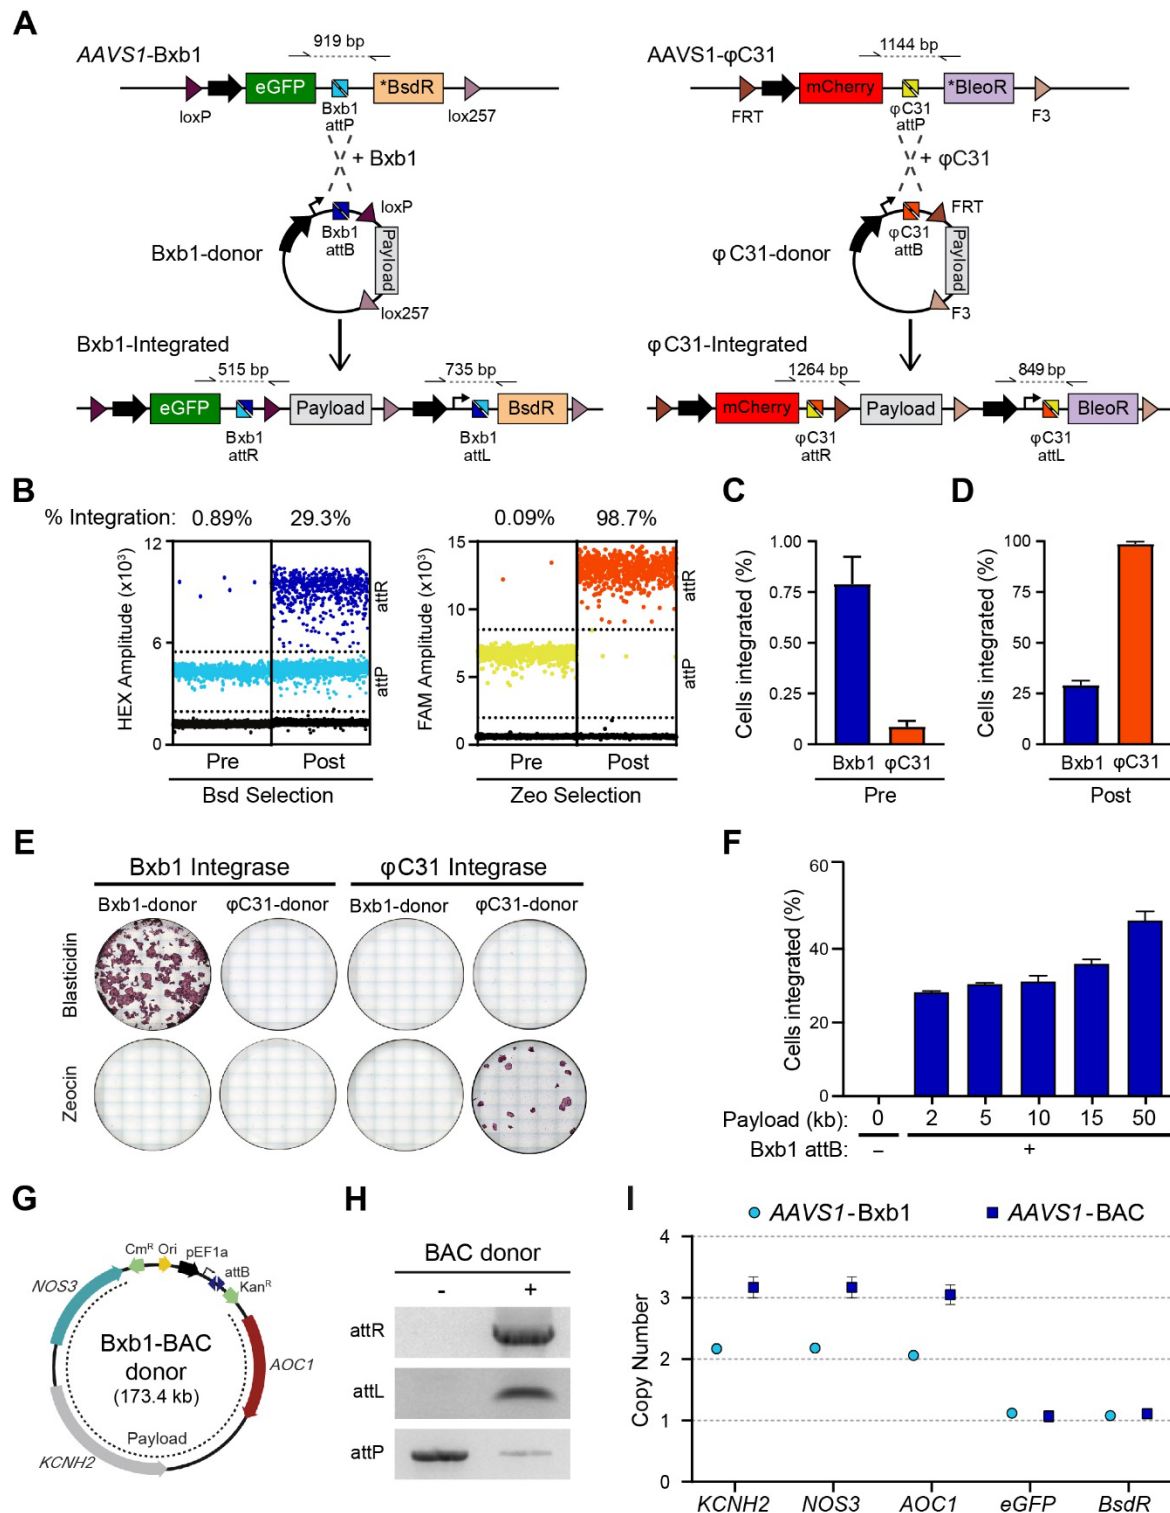 A
AAVS1-Bxb1
919 bp
eGFP
*BsdR
loxP
Bxb1
attP
lox257
+ Bxb1
loxP
Bxb1
attB
Payload
Bxb1-donor
lox257
Bxb1-Integrated
515 bp
735 bp
eGFP
Payload
BsdR
Bxb1
attR
Bxb1
attL
AAVS1-φC31
1144 bp
mCherry
*BleoR
FRT
φC31
attP
F3
+ φC31
FRT
φC31
attB
Payload
φC31-donor
F3
φC31-Integrated
1264 bp
849 bp
mCherry
Payload
BleoR
φC31
attR
φC31
attL
B
% Integration: 0.89% 29.3%
0.09% 98.7%
HEX Amplitude (x10³)
12
6
0
attR
attP
Pre Post
Bsd Selection
FAM Amplitude (x10³)
15
10
5
0
attR
attP
Pre Post
Zeo Selection
C
Cells integrated (%)
1.00
0.75
0.50
0.25
0
Bxb1 φC31
Pre
D
Cells integrated (%)
100
75
50
25
0
Bxb1 φC31
Post
E
Bxb1 Integrase φC31 Integrase
Bxb1-donor φC31-donor Bxb1-donor φC31-donor
Blasticidin
Zeocin
F
Cells integrated (%)
60
40
20
0
Payload (kb): 0 2 5 10 15 50
Bxb1 attB: – +
G
CmR Ori pEF1a
attB
KanR
NOS3
Bxb1-BAC
donor
(173.4 kb)
AOC1
Payload
KCNH2
H
BAC donor
- +
attR
attL
attP
I
AAVS1-Bxb1 AAVS1-BAC
Copy Number
4
3
2
1
0
KCNH2 NOS3 AOC1 eGFP BsdR